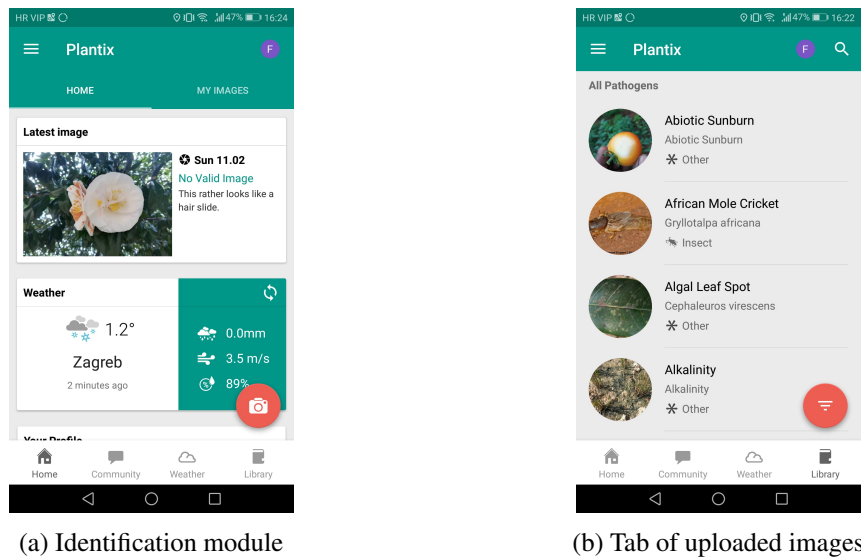 HR VIP 47% 16:24
Plantix F
HOME MY IMAGES
Latest image
Sun 11.02
No Valid Image
This rather looks like a
hair slide.
Weather
1.2°
0.0mm
Zagreb
3.5 m/s
2 minutes ago
89%
Your Profile
Home Community Weather Library
(a) Identification module
HR VIP 47% 16:22
Plantix F
All Pathogens
Abiotic Sunburn
Abiotic Sunburn
Other
African Mole Cricket
Gryllotalpa africana
Insect
Algal Leaf Spot
Cephaleuros virescens
Other
Alkalinity
Alkalinity
Other
Home Community Weather Library
(b) Tab of uploaded images